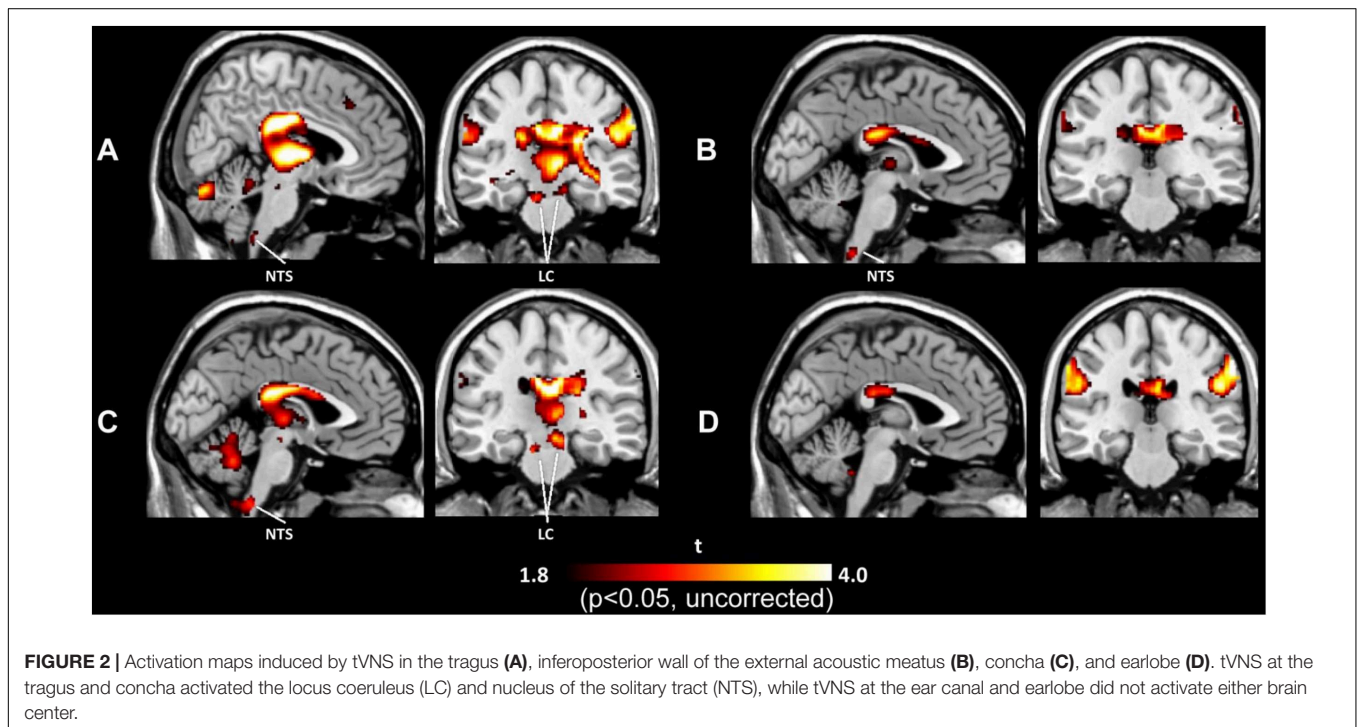 A
B
NTS
LC
NTS
C
D
NTS
LC
t
1.8
4.0
(p<0.05, uncorrected)
FIGURE 2 | Activation maps induced by tVNS in the tragus (A), inferoposterior wall of the external acoustic meatus (B), concha (C), and earlobe (D). tVNS at the
tragus and concha activated the locus coeruleus (LC) and nucleus of the solitary tract (NTS), while tVNS at the ear canal and earlobe did not activate either brain
center.